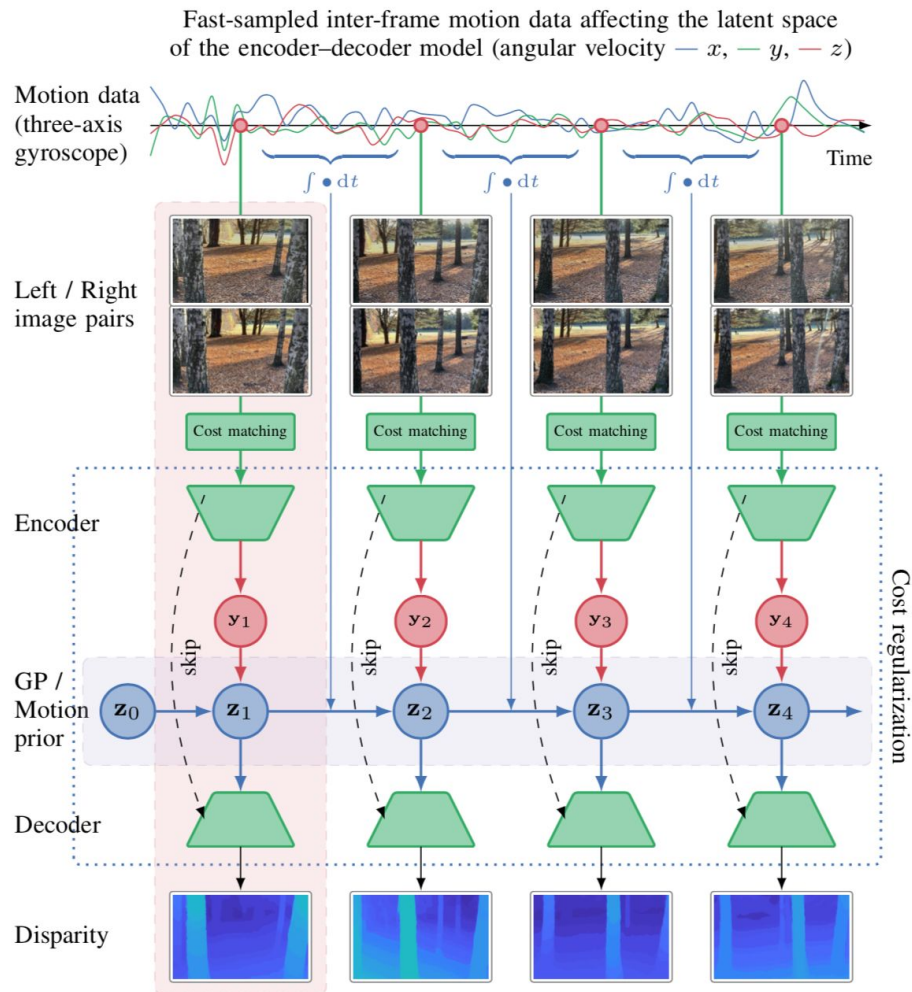 Fast-sampled inter-frame motion data affecting the latent space
of the encoder–decoder model (angular velocity — x, — y, — z)
Motion data
(three-axis
gyroscope)
Time
∫ • dt
∫ • dt
∫ • dt
Left / Right
image pairs
Cost matching
Cost matching
Cost matching
Cost matching
Encoder
y₁
y₂
y₃
y₄
skip
skip
skip
skip
GP /
Motion
prior
z₀
z₁
z₂
z₃
z₄
Cost regularization
Decoder
Disparity